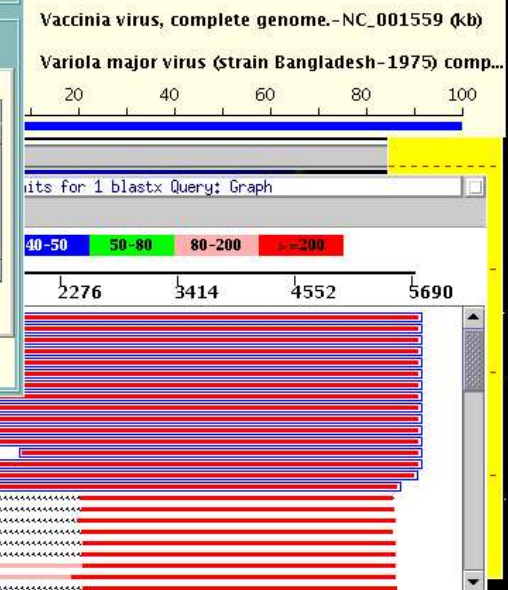 Vaccinia virus, complete genome.-NC_001559 (kb)
Variola major virus (strain Bangladesh-1975) comp...
20 40 60 80 100
its for 1 blastx Query: Graph
40-50 50-80 80-200 >=200
2276 3414 4552 5690